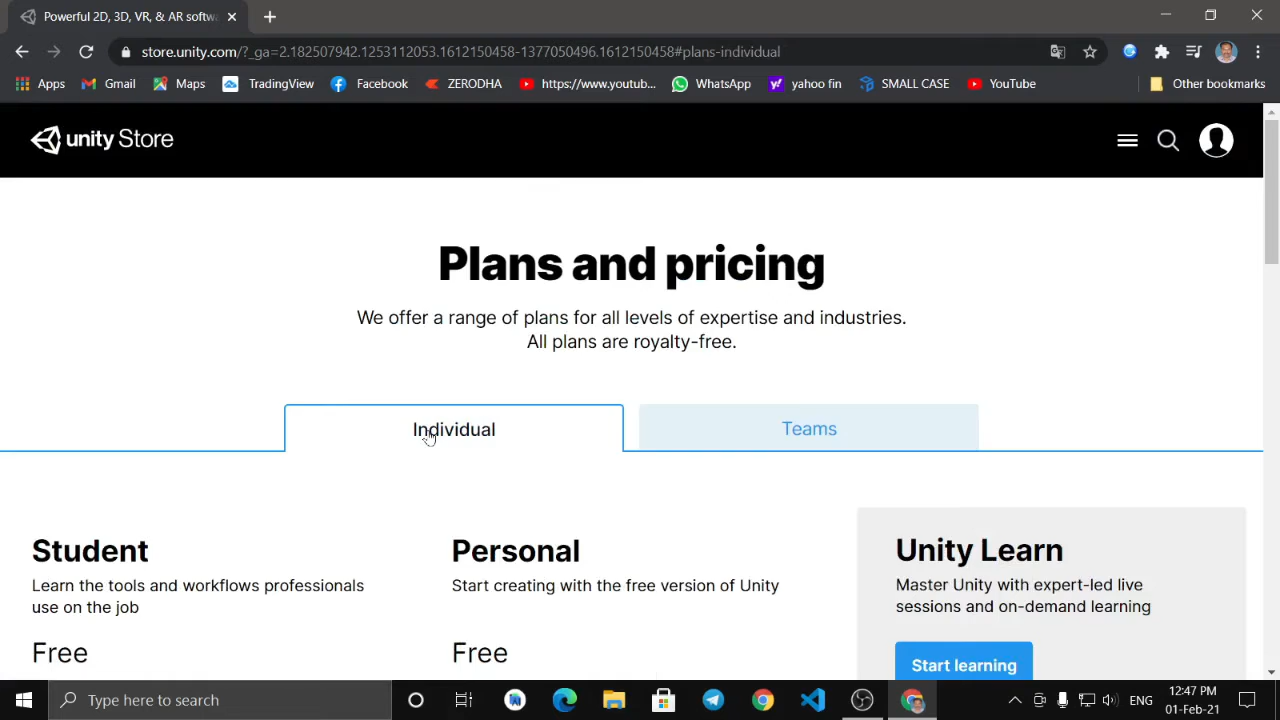 Powerful 2D, 3D, VR, & AR softw
store.unity.com/?_ga=2.182507942.1253112053.1612150458-1377050496.1612150458#plans-individual
Apps Gmail Maps TradingView Facebook ZERODHA https://www.youtub... WhatsApp yahoo fin SMALL CASE YouTube Other bookmarks
unity Store
Plans and pricing
We offer a range of plans for all levels of expertise and industries.
All plans are royalty-free.
Individual Teams
Student
Learn the tools and workflows professionals
use on the job
Free
Personal
Start creating with the free version of Unity
Free
Unity Learn
Master Unity with expert-led live
sessions and on-demand learning
Start learning
Type here to search
ENG
12:47 PM
01-Feb-21